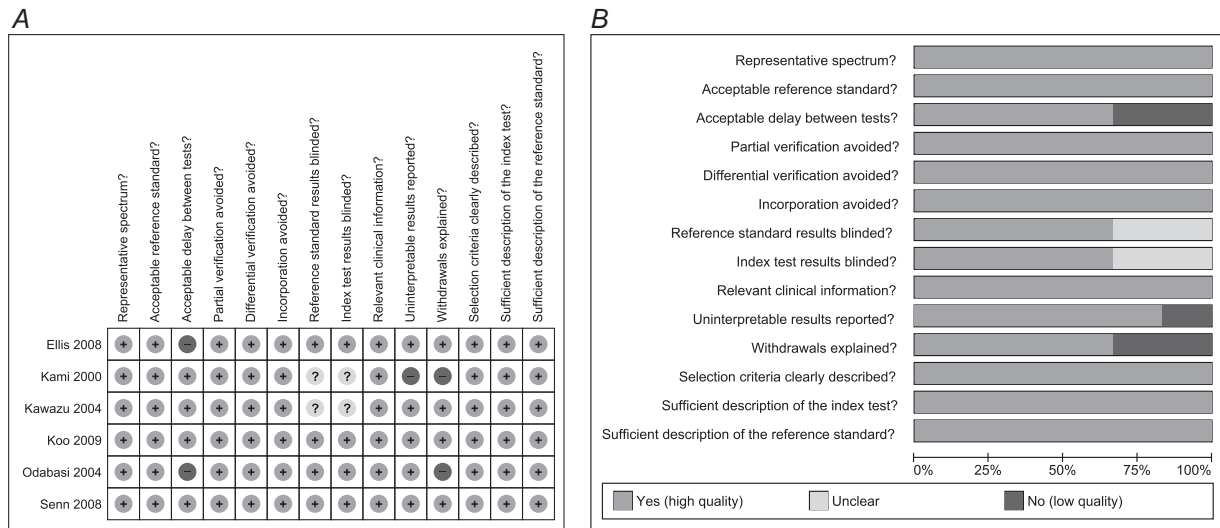 A
Representative spectrum?
Acceptable reference standard?
Acceptable delay between tests?
Partial verification avoided?
Differential verification avoided?
Incorporation avoided?
Reference standard results blinded?
Index test results blinded?
Relevant clinical information?
Uninterpretable results reported?
Withdrawals explained?
Selection criteria clearly described?
Sufficient description of the index test?
Sufficient description of the reference standard?
Ellis 2008 + + – + + + + + + + + + + +
Kami 2000 + + + + + + ? ? + – – + + +
Kawazu 2004 + + + + + + ? ? + + + + + +
Koo 2009 + + + + + + + + + + + + + +
Odabasi 2004 + + – + + + + + + + – + + +
Senn 2008 + + + + + + + + + + + + + +
B
Representative spectrum?
Acceptable reference standard?
Acceptable delay between tests?
Partial verification avoided?
Differential verification avoided?
Incorporation avoided?
Reference standard results blinded?
Index test results blinded?
Relevant clinical information?
Uninterpretable results reported?
Withdrawals explained?
Selection criteria clearly described?
Sufficient description of the index test?
Sufficient description of the reference standard?
0% 25% 50% 75% 100%
Yes (high quality) Unclear No (low quality)